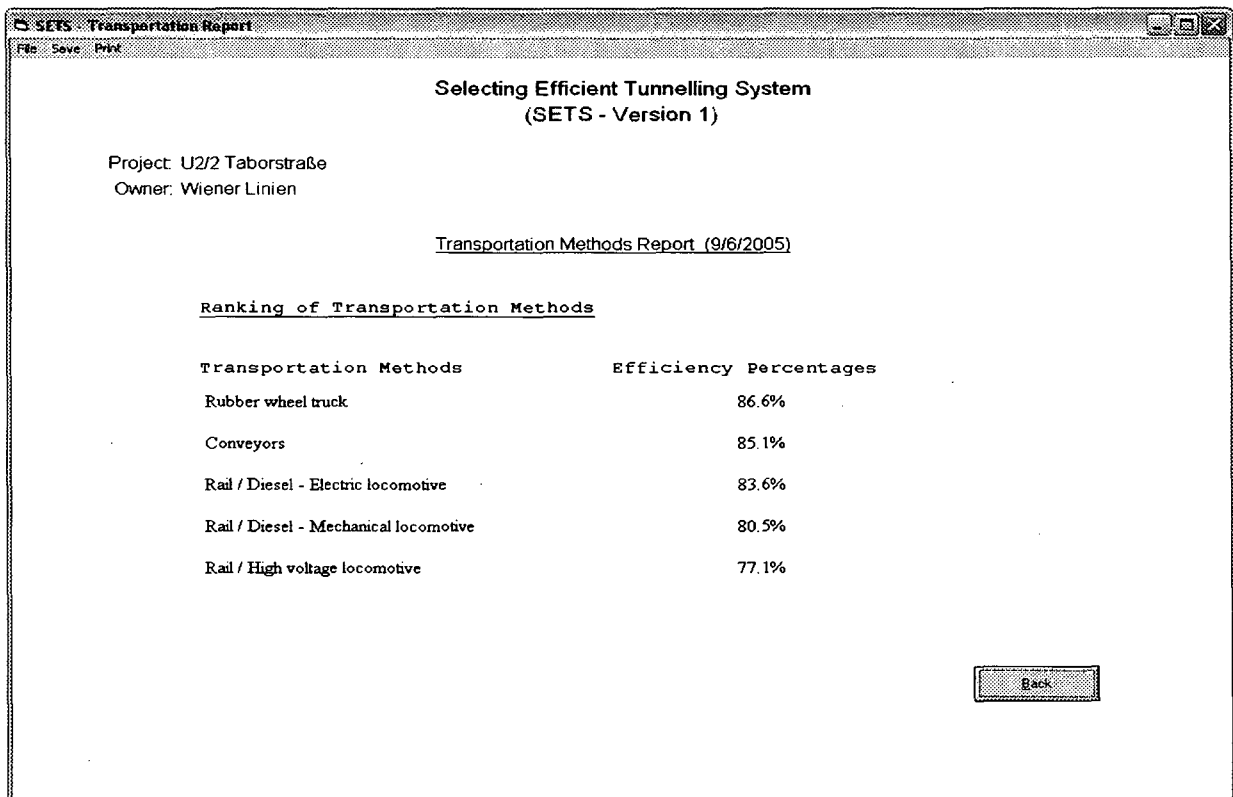 SETS - Transportation Report
File Save Print
Selecting Efficient Tunnelling System
(SETS - Version 1)
Project: U2/2 Taborstraße
Owner: Wiener Linien
Transportation Methods Report (9/6/2005)
Ranking of Transportation Methods
Transportation Methods Efficiency Percentages
Rubber wheel truck 86.6%
Conveyors 85.1%
Rail / Diesel - Electric locomotive 83.6%
Rail / Diesel - Mechanical locomotive 80.5%
Rail / High voltage locomotive 77.1%
Back